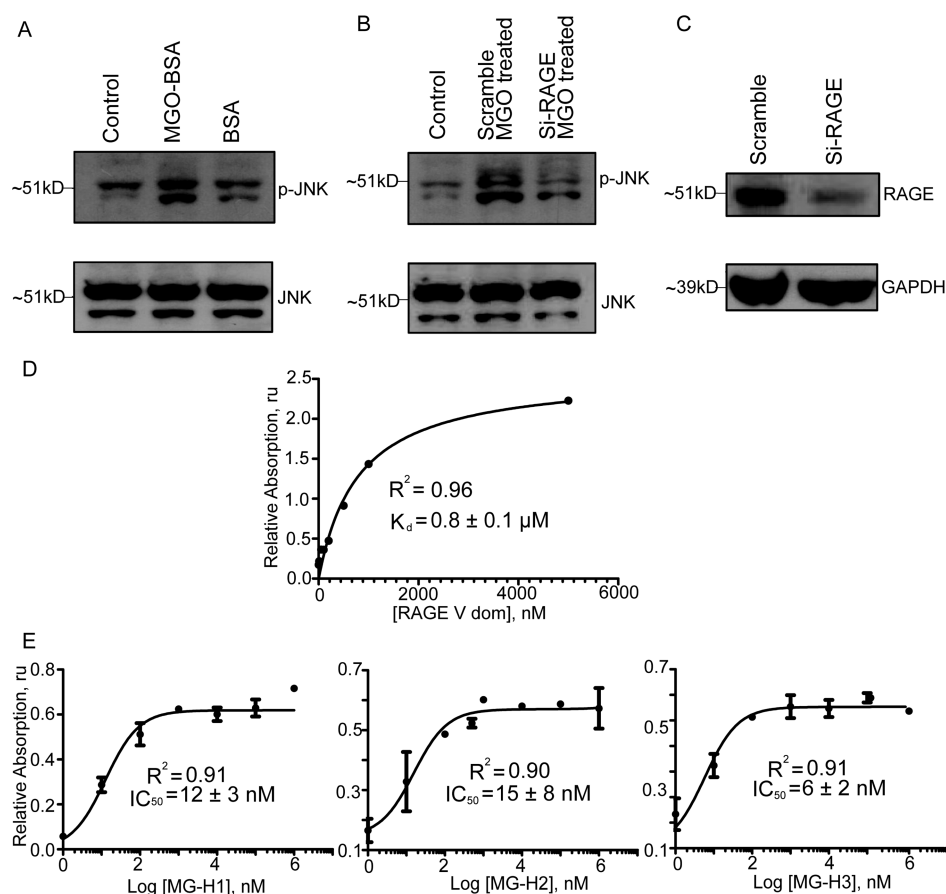 A
Control
MGO-BSA
BSA
~51kD
p-JNK
~51kD
JNK
B
Control
Scramble
MGO treated
Si-RAGE
MGO treated
~51kD
p-JNK
~51kD
JNK
C
Scramble
Si-RAGE
~51kD
RAGE
~39kD
GAPDH
D
Relative Absorption, ru
2.5
2.0
1.5
1.0
0.5
0.0
R² = 0.96
Kd = 0.8 ± 0.1 µM
0 2000 4000 6000
[RAGE V dom], nM
E
Relative Absorption, ru
0.8
0.6
0.4
0.2
0.0
R² = 0.91
IC50 = 12 ± 3 nM
0 2 4 6
Log [MG-H1], nM
0.7
0.5
0.3
0.1
R² = 0.90
IC50 = 15 ± 8 nM
0 2 4 6
Log [MG-H2], nM
0.7
0.5
0.3
0.1
R² = 0.91
IC50 = 6 ± 2 nM
0 2 4 6
Log [MG-H3], nM